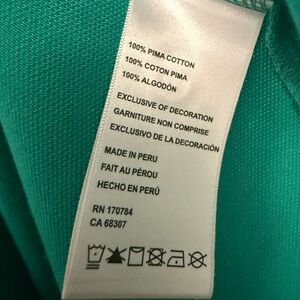 100% PIMA COTTON
100% COTON PIMA
100% ALGODÓN
EXCLUSIVE OF DECORATION
GARNITURE NON COMPRISE
EXCLUSIVO DE LA DECORACIÓN
MADE IN PERU
FAIT AU PÉROU
HECHO EN PERÚ
RN 170784
CA 68307